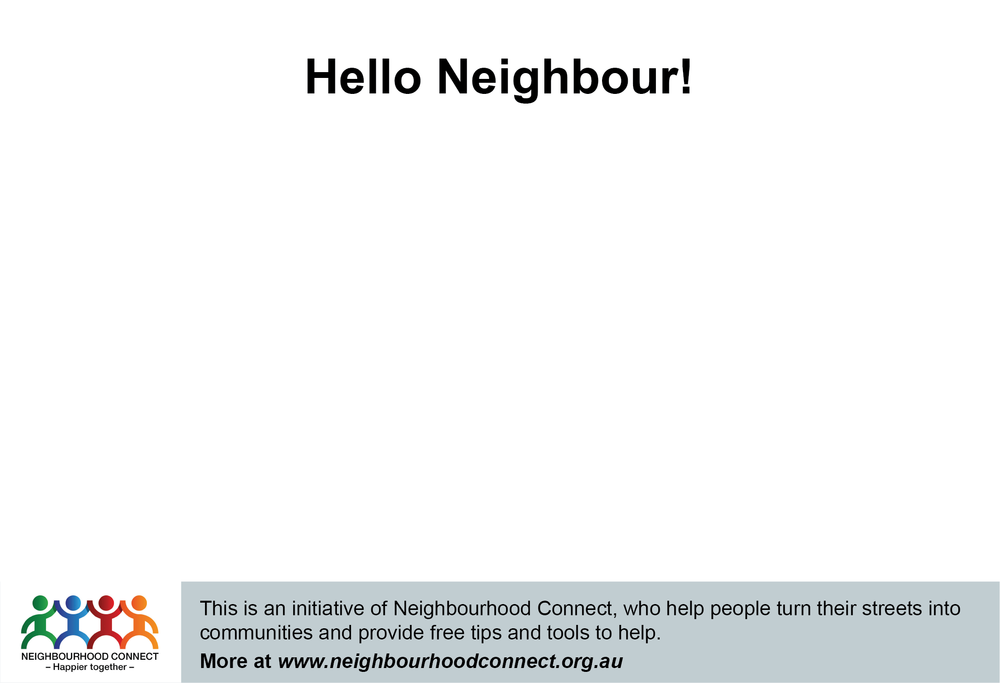 Hello Neighbour!
This is an initiative of Neighbourhood Connect, who help people turn their streets into
communities and provide free tips and tools to help.
More at www.neighbourhoodconnect.org.au
NEIGHBOURHOOD CONNECT
– Happier together –